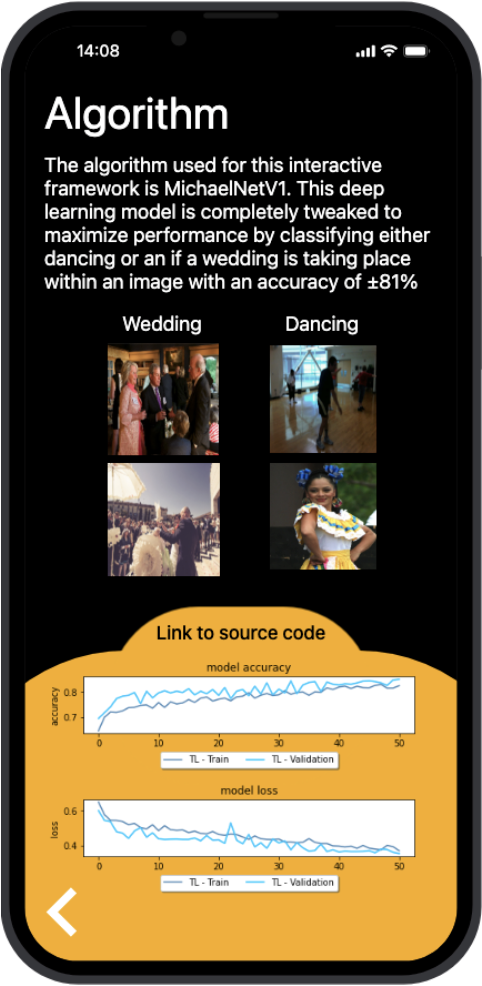 14:08
Algorithm
The algorithm used for this interactive
framework is MichaelNetV1. This deep
learning model is completely tweaked to
maximize performance by classifying either
dancing or an if a wedding is taking place
within an image with an accuracy of ±81%
Wedding Dancing
Link to source code
model accuracy
accuracy
0.8
0.7
0 10 20 30 40 50
TL - Train TL - Validation
model loss
loss
0.6
0.4
0 10 20 30 40 50
TL - Train TL - Validation